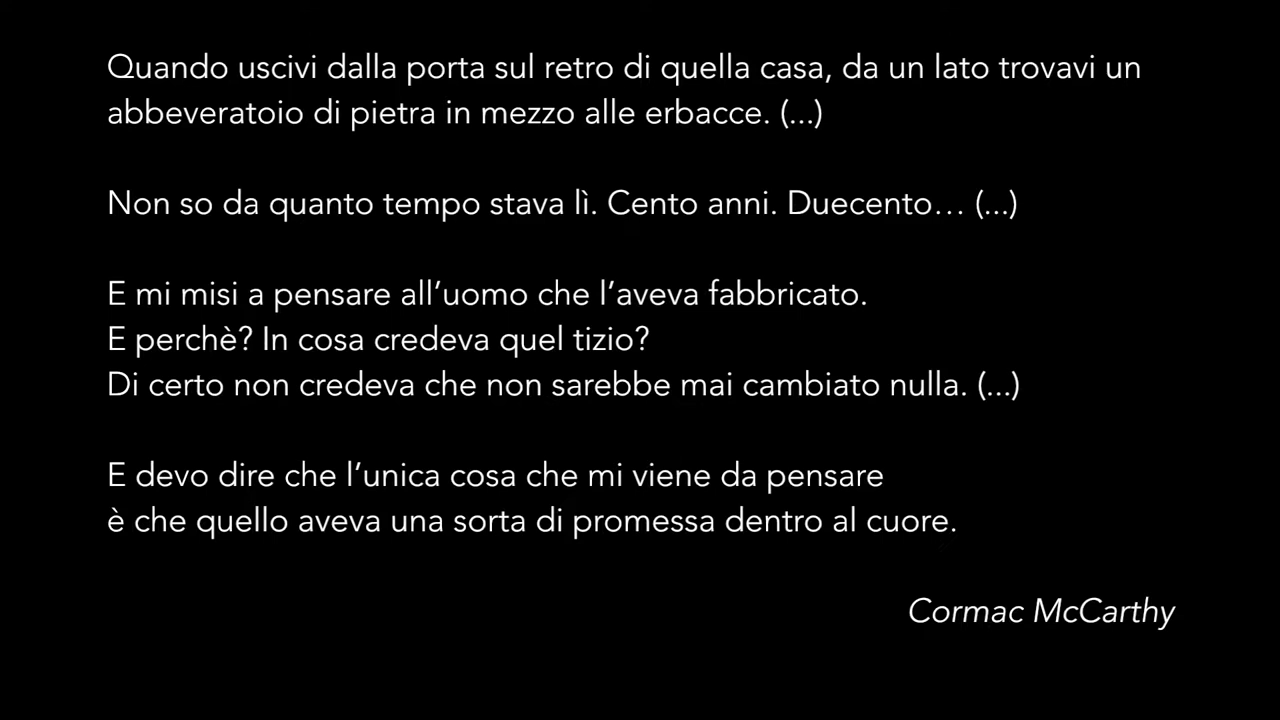 Quando uscivi dalla porta sul retro di quella casa, da un lato trovavi un
abbeveratoio di pietra in mezzo alle erbacce. (...)
Non so da quanto tempo stava lì. Cento anni. Duecento… (...)
E mi misi a pensare all’uomo che l’aveva fabbricato.
E perchè? In cosa credeva quel tizio?
Di certo non credeva che non sarebbe mai cambiato nulla. (...)
E devo dire che l’unica cosa che mi viene da pensare
è che quello aveva una sorta di promessa dentro al cuore.
Cormac McCarthy